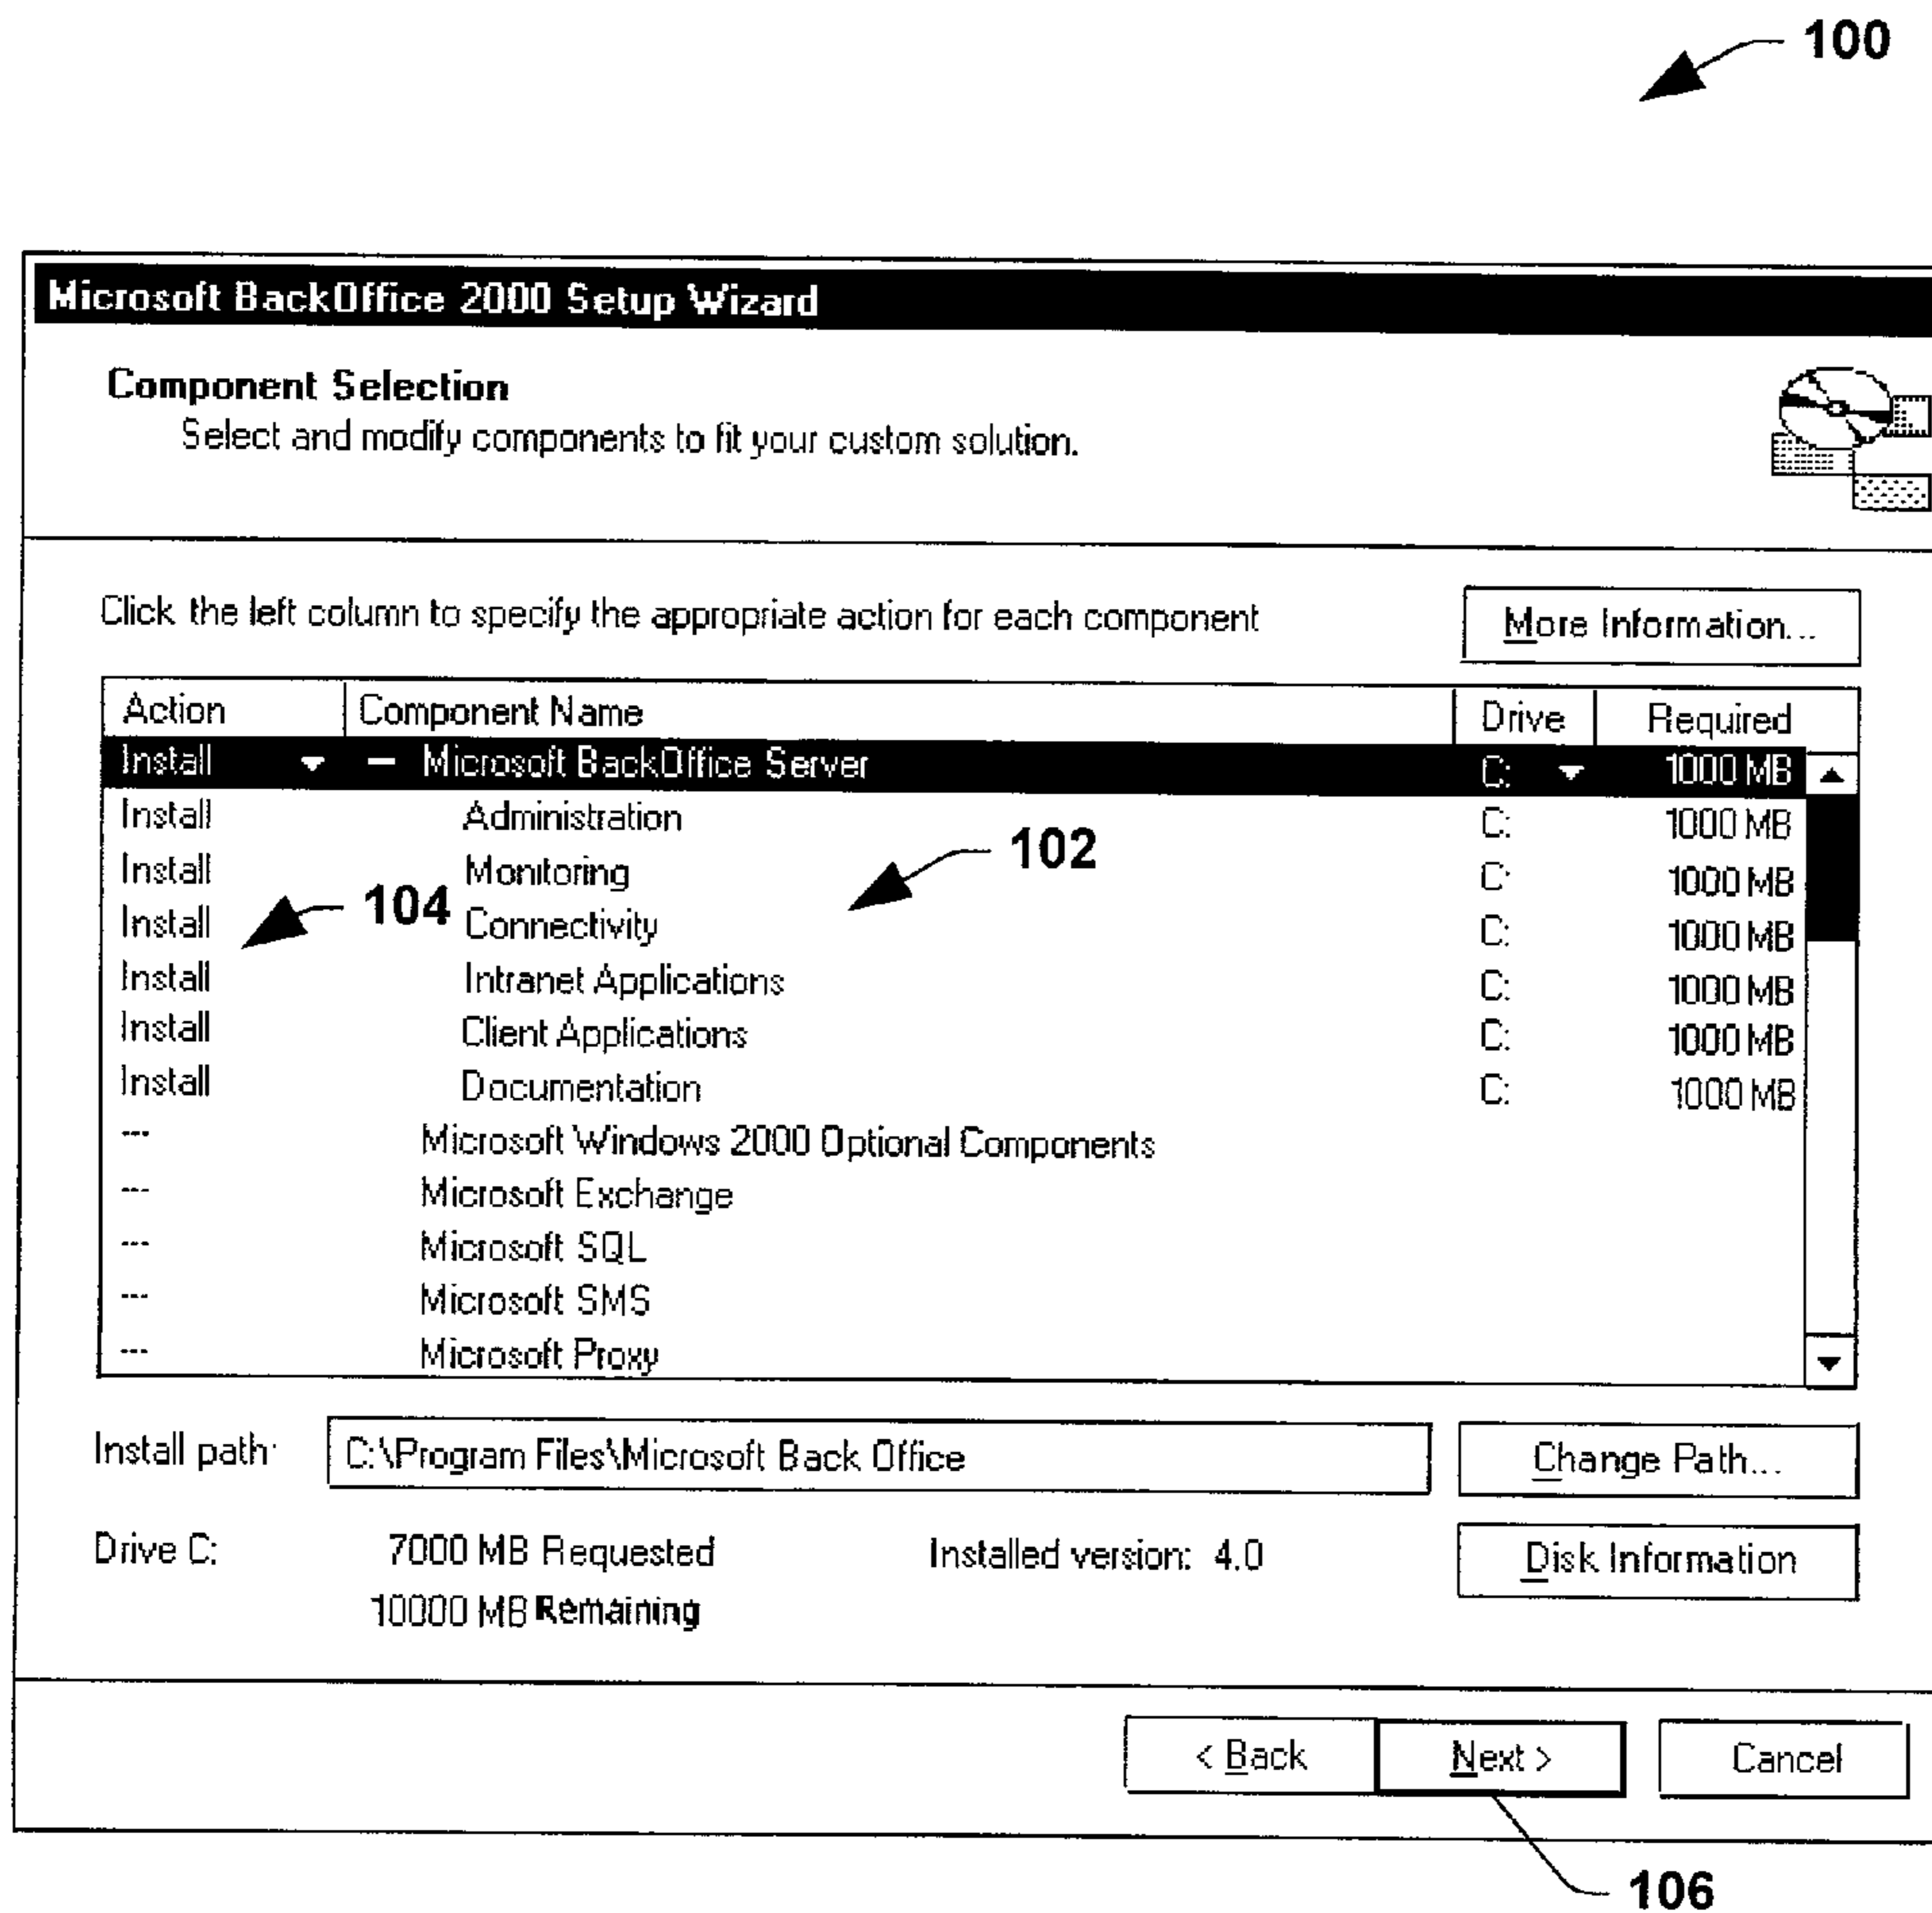 100
Microsoft BackOffice 2000 Setup Wizard
Component Selection
Select and modify components to fit your custom solution.
Click the left column to specify the appropriate action for each component
More Information...
Action Component Name Drive Required
Install — Microsoft BackOffice Server C: 1000 MB
Install Administration C: 1000 MB
102
Install Monitoring C: 1000 MB
104
Install Connectivity C: 1000 MB
Install Intranet Applications C: 1000 MB
Install Client Applications C: 1000 MB
Install Documentation C: 1000 MB
--- Microsoft Windows 2000 Optional Components
--- Microsoft Exchange
--- Microsoft SQL
--- Microsoft SMS
--- Microsoft Proxy
Install path: C:\Program Files\Microsoft Back Office Change Path...
Drive C: 7000 MB Requested Installed version: 4.0 Disk Information
10000 MB Remaining
< Back Next > Cancel
106